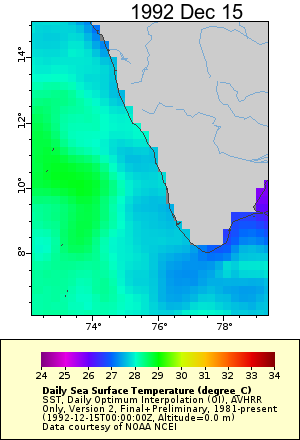 1992 Dec 15
14°
12°
10°
8°
74°
76°
78°
24 25 26 27 28 29 30 31 32 33 34
Daily Sea Surface Temperature (degree_C)
SST, Daily Optimum Interpolation (OI), AVHRR
Only, Version 2, Final+Preliminary, 1981-present
(1992-12-15T00:00:00Z, Altitude=0.0 m)
Data courtesy of NOAA NCEI